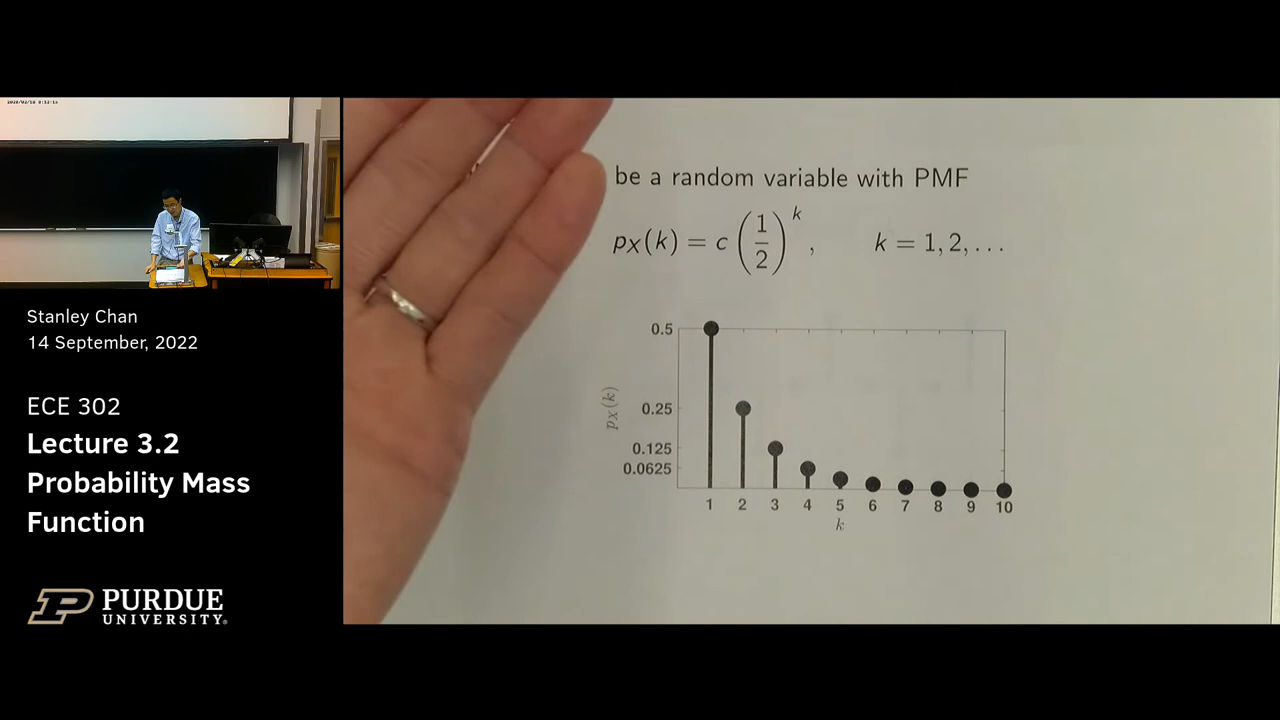 Stanley Chan
14 September, 2022
ECE 302
Lecture 3.2
Probability Mass
Function
PURDUE
UNIVERSITY®
be a random variable with PMF
p_X(k) = c (1/2)^k, k = 1, 2, . . .
0.5
0.25
0.125
0.0625
p_X(k)
1 2 3 4 5 6 7 8 9 10
k